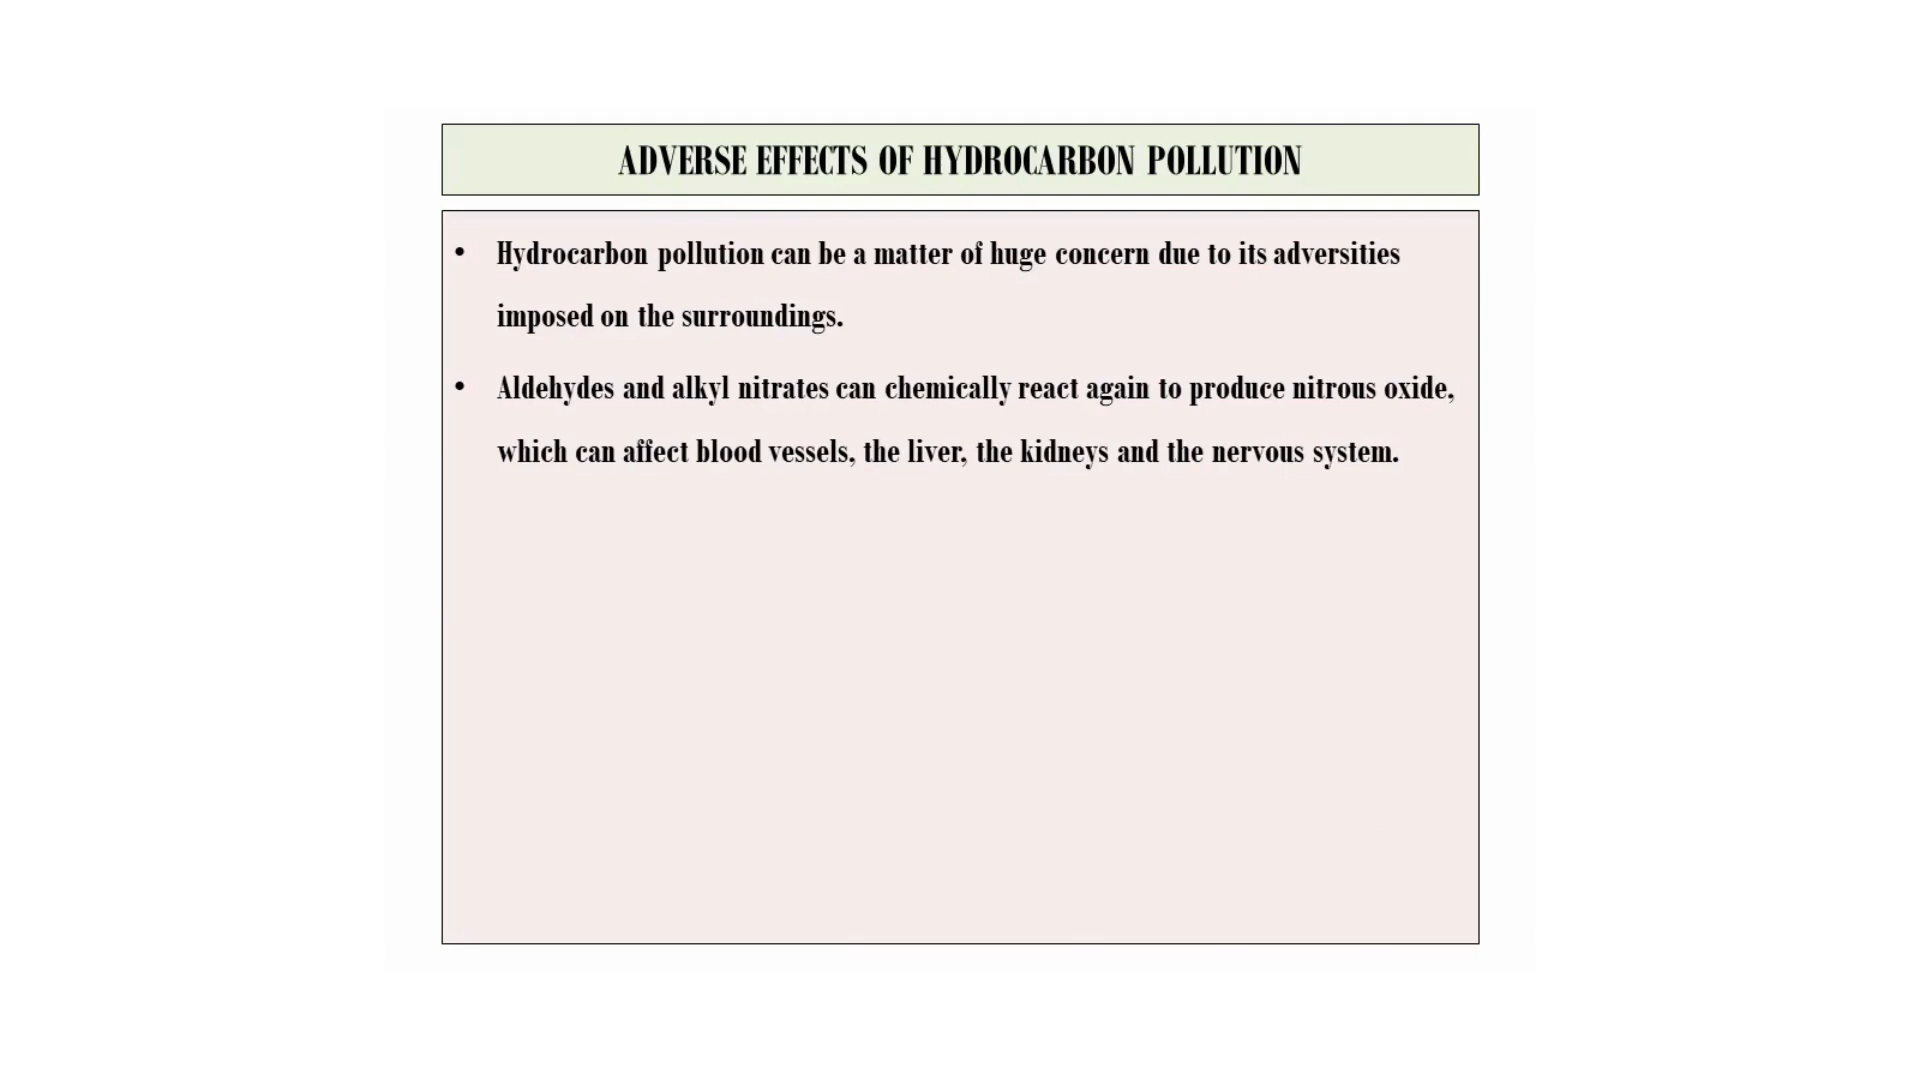 ADVERSE EFFECTS OF HYDROCARBON POLLUTION
• Hydrocarbon pollution can be a matter of huge concern due to its adversities
imposed on the surroundings.
• Aldehydes and alkyl nitrates can chemically react again to produce nitrous oxide,
which can affect blood vessels, the liver, the kidneys and the nervous system.